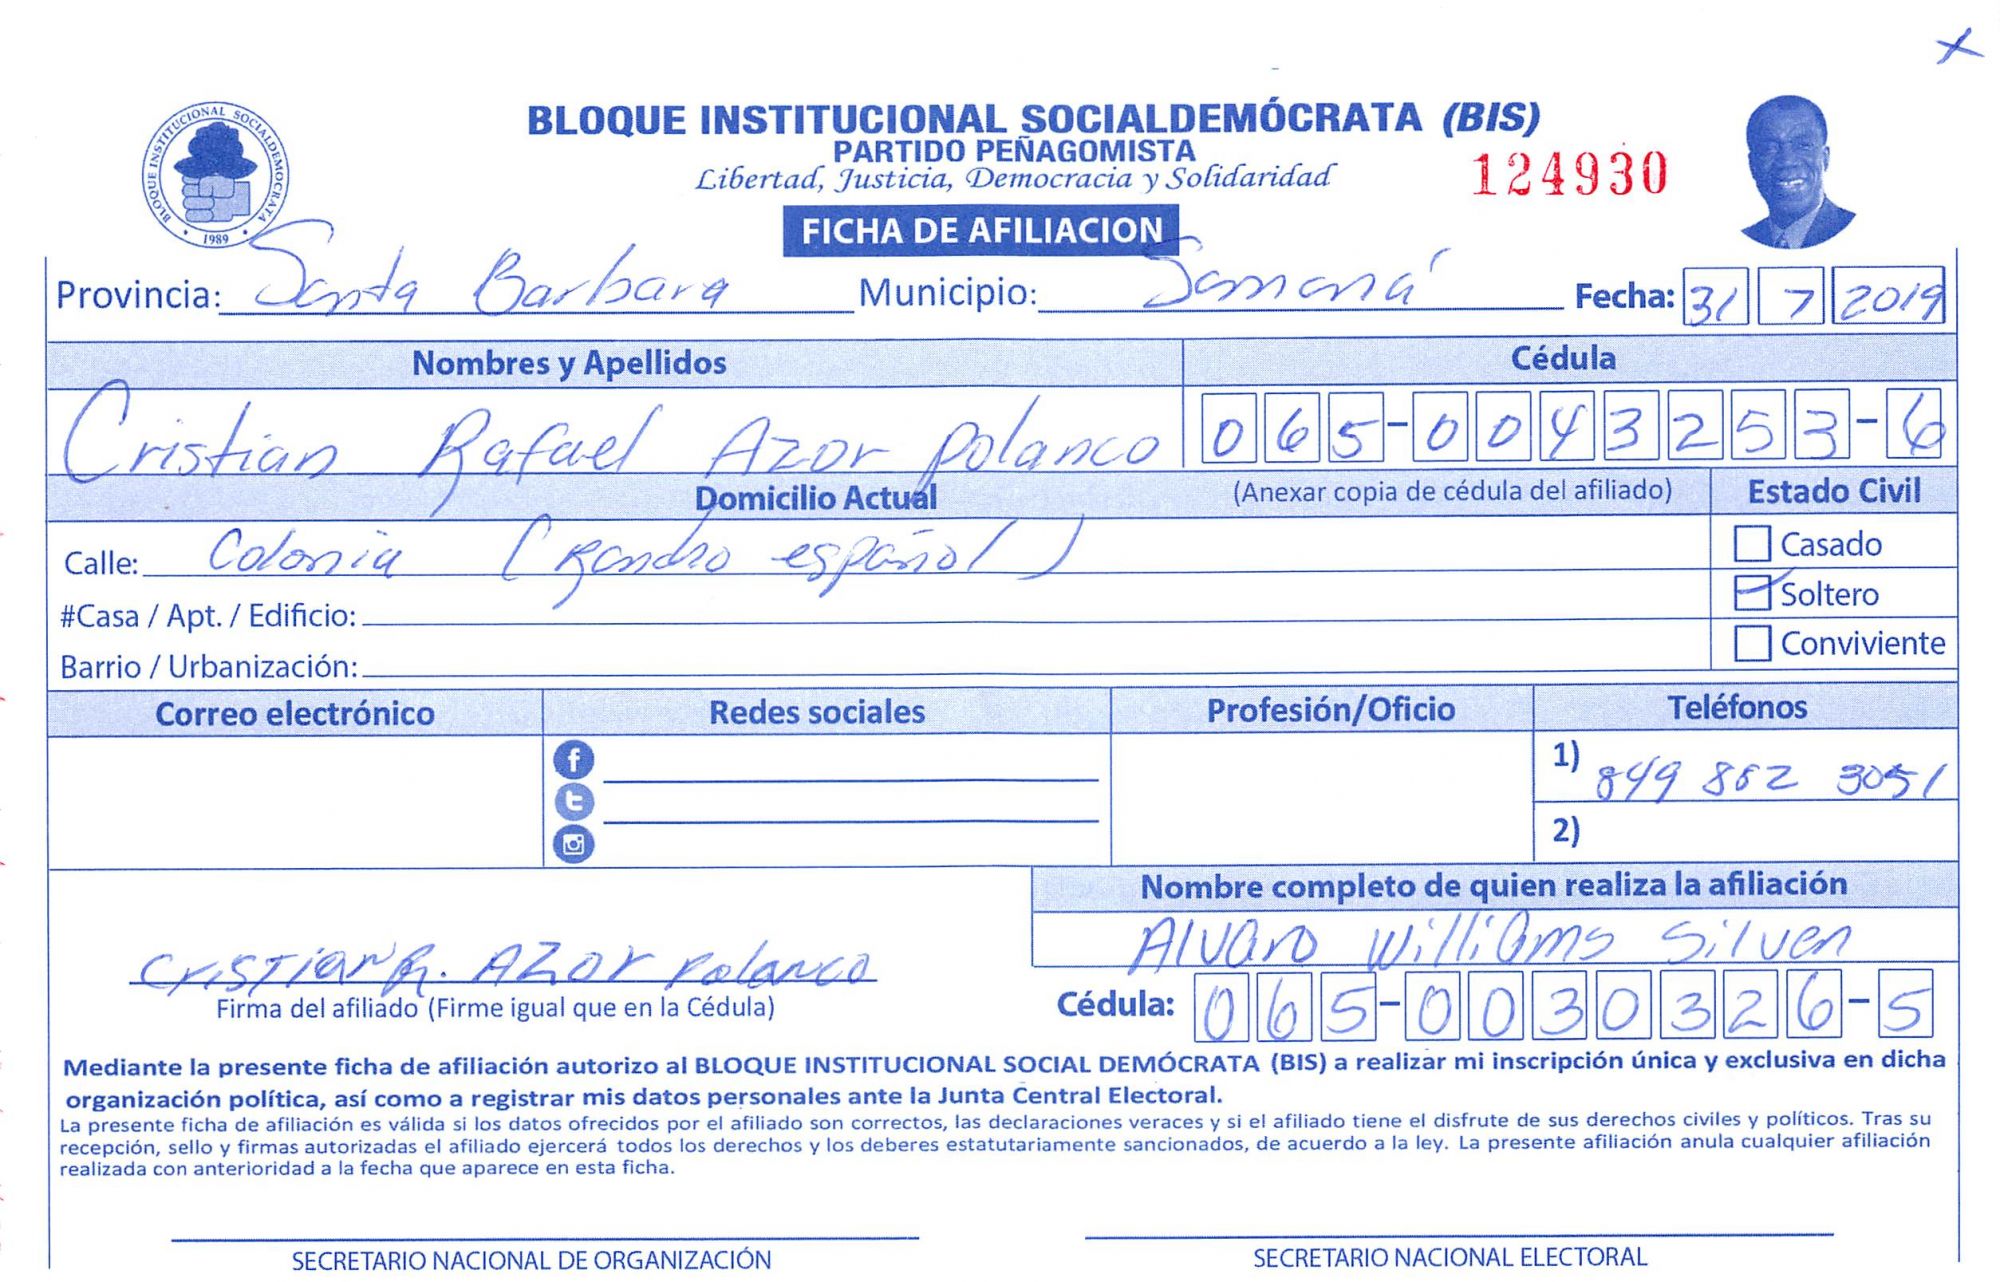 BLOQUE INSTITUCIONAL SOCIALDEMOCRATA
1989
BLOQUE INSTITUCIONAL SOCIALDEMÓCRATA (BIS)
PARTIDO PEÑAGOMISTA
Libertad, Justicia, Democracia y Solidaridad
124930
FICHA DE AFILIACION
Provincia: Santa Barbara Municipio: Samaná Fecha: 31 7 2019
Nombres y Apellidos Cédula
Cristian Rafael Azor polanco 065-0043253-6
Domicilio Actual (Anexar copia de cédula del afiliado) Estado Civil
Calle: Colonia ( español) Casado
#Casa / Apt. / Edificio: Soltero
Barrio / Urbanización: Conviviente
Correo electrónico Redes sociales Profesión/Oficio Teléfonos
1) 849 882 3051
2)
Nombre completo de quien realiza la afiliación
Alvaro Williams Silven
CRISTIAN R. AZOR Polanco
Firma del afiliado (Firme igual que en la Cédula) Cédula: 065-0030326-5
Mediante la presente ficha de afiliación autorizo al BLOQUE INSTITUCIONAL SOCIAL DEMÓCRATA (BIS) a realizar mi inscripción única y exclusiva en dicha
organización política, así como a registrar mis datos personales ante la Junta Central Electoral.
La presente ficha de afiliación es válida si los datos ofrecidos por el afiliado son correctos, las declaraciones veraces y si el afiliado tiene el disfrute de sus derechos civiles y políticos. Tras su
recepción, sello y firmas autorizadas el afiliado ejercerá todos los derechos y los deberes estatutariamente sancionados, de acuerdo a la ley. La presente afiliación anula cualquier afiliación
realizada con anterioridad a la fecha que aparece en esta ficha.
SECRETARIO NACIONAL DE ORGANIZACIÓN SECRETARIO NACIONAL ELECTORAL